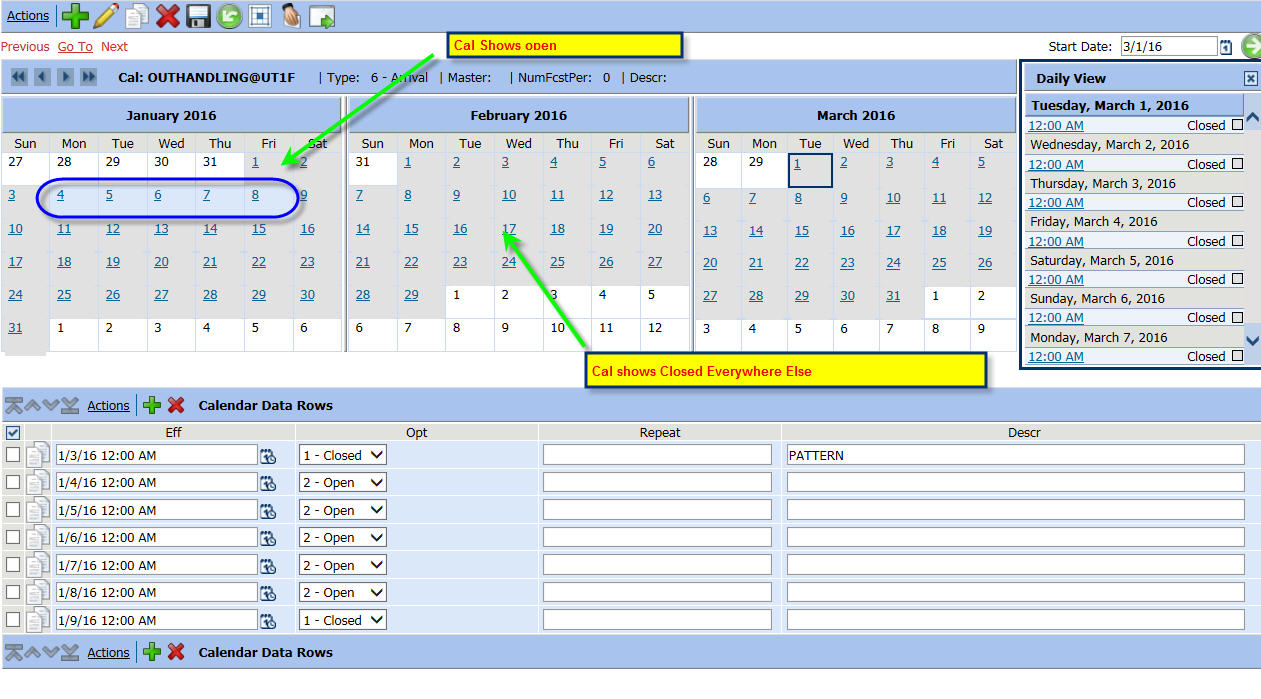 Actions
Cal Shows open
Previous Go To Next
Start Date: 3/1/16
Cal: OUTHANDLING@UT1F | Type: 6 - Arrival | Master: | NumFcstPer: 0 | Descr:
January 2016
Sun Mon Tue Wed Thu Fri Sat
27 28 29 30 31 1 2
3 4 5 6 7 8 9
10 11 12 13 14 15 16
17 18 19 20 21 22 23
24 25 26 27 28 29 30
31 1 2 3 4 5 6
February 2016
Sun Mon Tue Wed Thu Fri Sat
31 1 2 3 4 5 6
7 8 9 10 11 12 13
14 15 16 17 18 19 20
21 22 23 24 25 26 27
28 29 1 2 3 4 5
6 7 8 9 10 11 12
March 2016
Sun Mon Tue Wed Thu Fri Sat
28 29 1 2 3 4 5
6 7 8 9 10 11 12
13 14 15 16 17 18 19
20 21 22 23 24 25 26
27 28 29 30 31 1 2
3 4 5 6 7 8 9
Daily View
Tuesday, March 1, 2016
12:00 AM Closed
Wednesday, March 2, 2016
12:00 AM Closed
Thursday, March 3, 2016
12:00 AM Closed
Friday, March 4, 2016
12:00 AM Closed
Saturday, March 5, 2016
12:00 AM Closed
Sunday, March 6, 2016
12:00 AM Closed
Monday, March 7, 2016
12:00 AM Closed
Cal shows Closed Everywhere Else
Actions Calendar Data Rows
Eff Opt Repeat Descr
1/3/16 12:00 AM 1 - Closed PATTERN
1/4/16 12:00 AM 2 - Open
1/5/16 12:00 AM 2 - Open
1/6/16 12:00 AM 2 - Open
1/7/16 12:00 AM 2 - Open
1/8/16 12:00 AM 2 - Open
1/9/16 12:00 AM 1 - Closed
Actions Calendar Data Rows